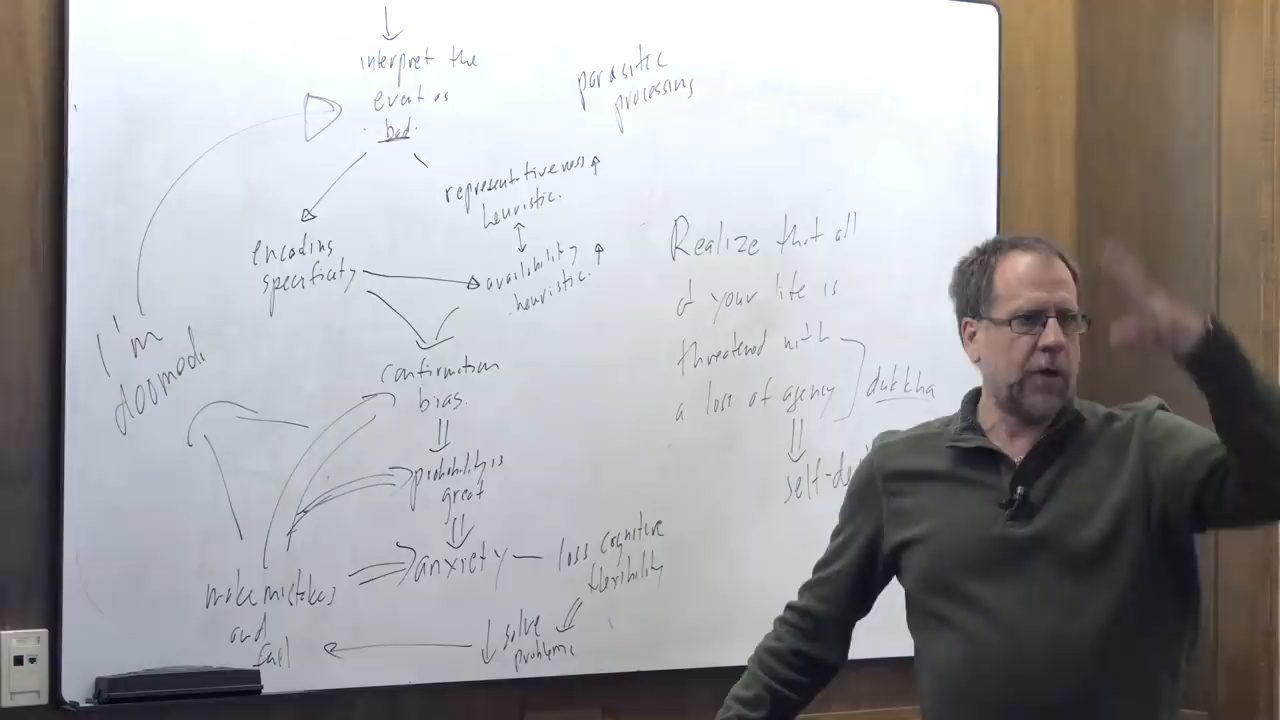 interpret the
event as
bad.
parasitic
processing
representativeness
heuristic.
encoding
specificity
availability
heuristic.
I'm
doomed
confirmation
bias.
probability is
great
anxiety
loss cognitive
flexibility
make mistakes
and
fail
solve
problems
Realize that all
of your life is
threatened with
a loss of agency
dukkha